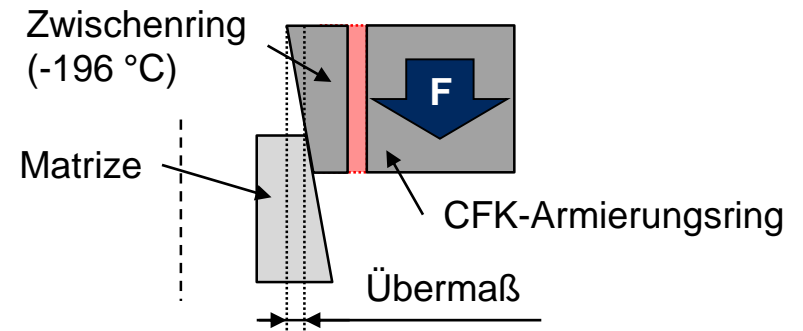 Zwischenring
(-196 °C)
F
Matrize
CFK-Armierungsring
Übermaß